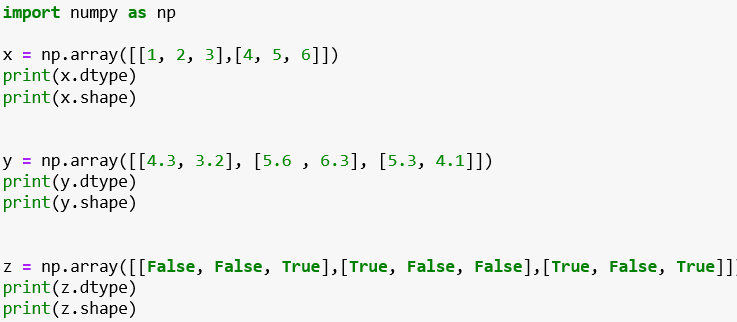 import numpy as np
x = np.array([[1, 2, 3],[4, 5, 6]])
print(x.dtype)
print(x.shape)
y = np.array([[4.3, 3.2], [5.6 , 6.3], [5.3, 4.1]])
print(y.dtype)
print(y.shape)
z = np.array([[False, False, True],[True, False, False],[True, False, True]])
print(z.dtype)
print(z.shape)